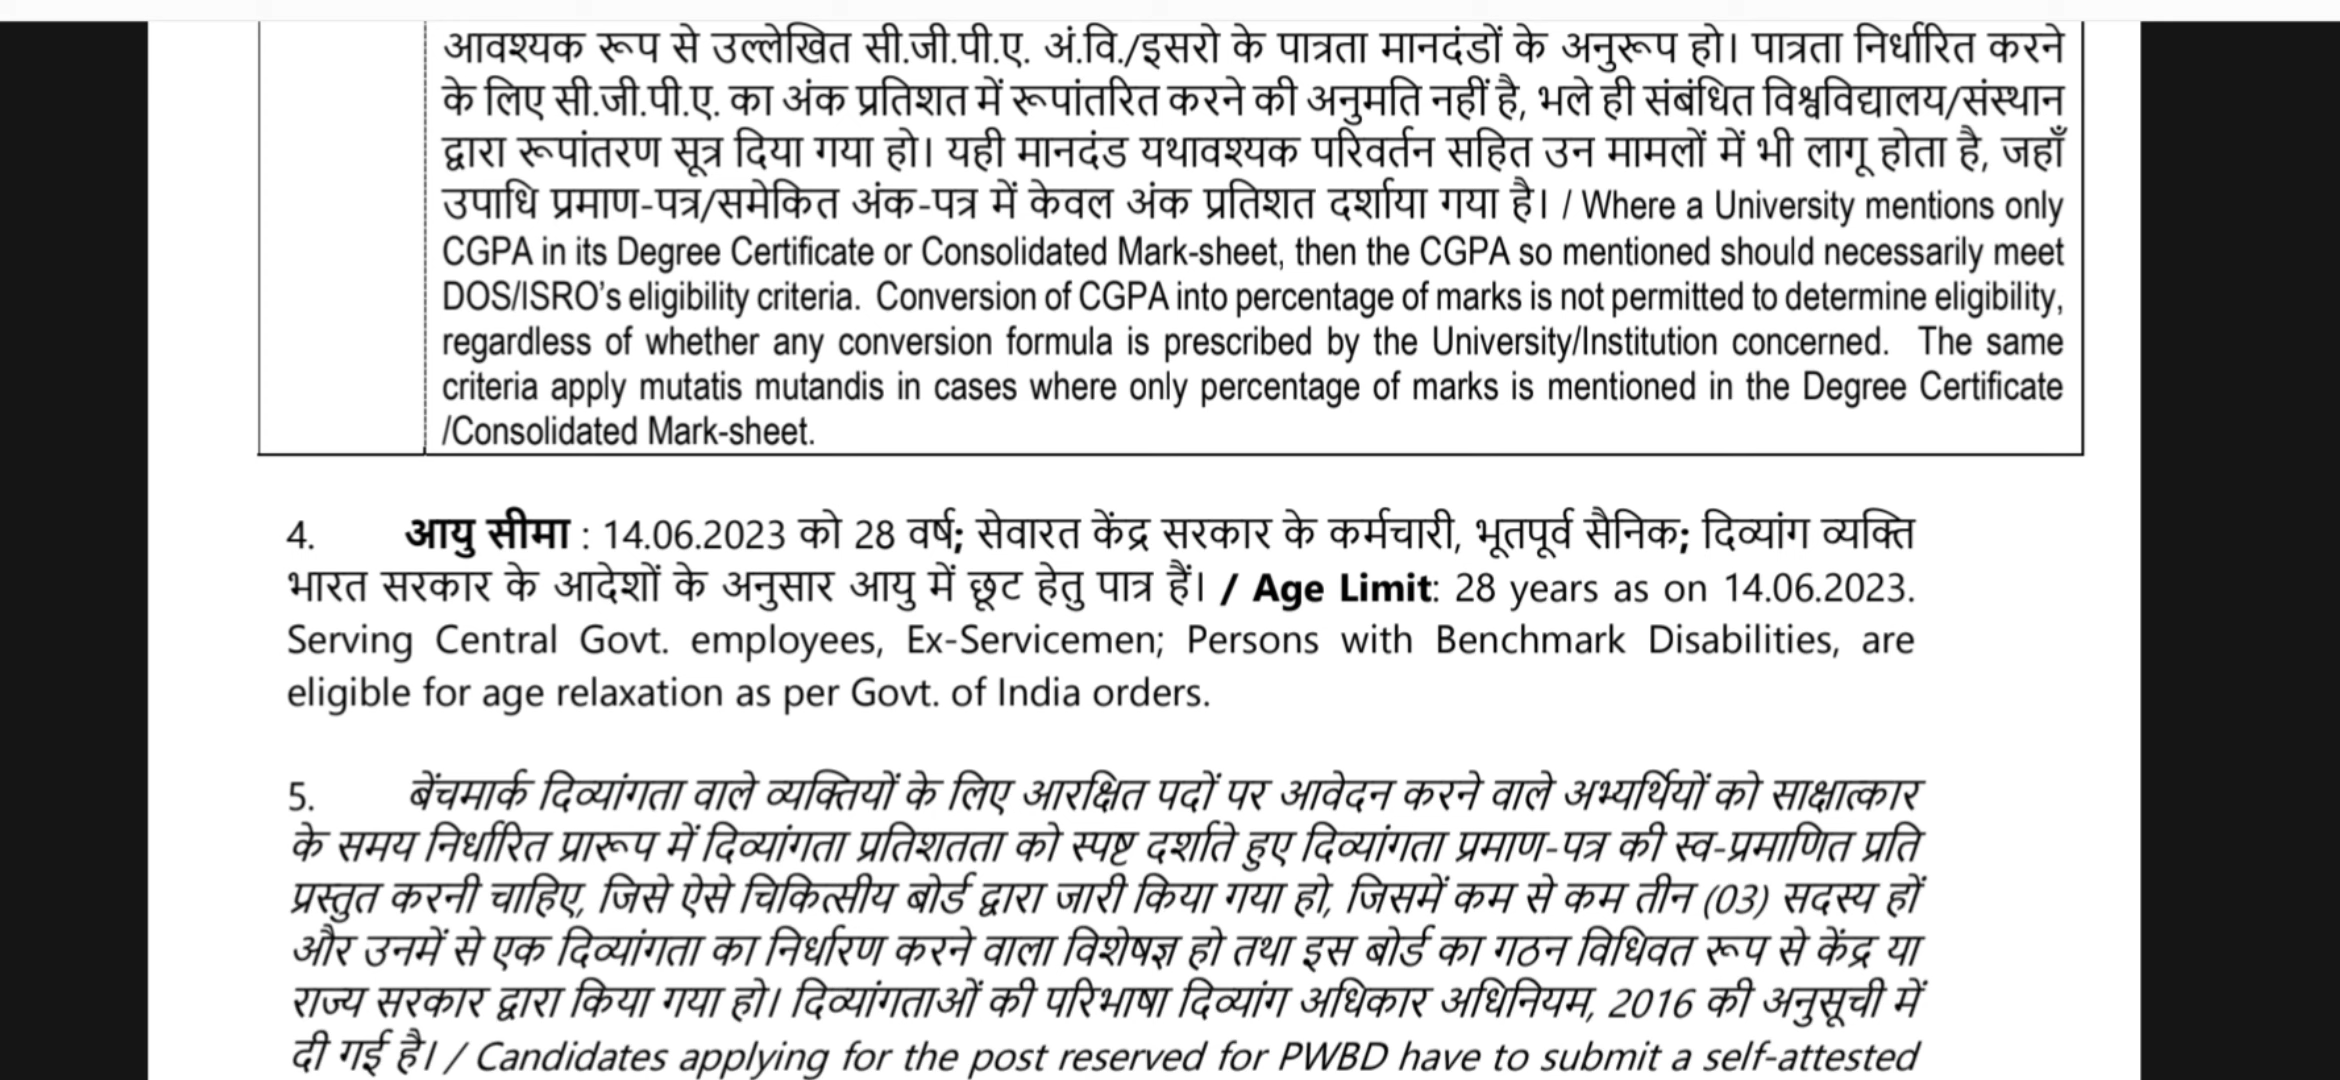 आवश्यक रूप से उल्लेखित सी.जी.पी.ए. अं.वि./इसरो के पात्रता मानदंडों के अनुरूप हो। पात्रता निर्धारित करने
के लिए सी.जी.पी.ए. का अंक प्रतिशत में रूपांतरित करने की अनुमति नहीं है, भले ही संबंधित विश्वविद्यालय/संस्थान
द्वारा रूपांतरण सूत्र दिया गया हो। यही मानदंड यथावश्यक परिवर्तन सहित उन मामलों में भी लागू होता है, जहाँ
उपाधि प्रमाण-पत्र/समेकित अंक-पत्र में केवल अंक प्रतिशत दर्शाया गया है। / Where a University mentions only
CGPA in its Degree Certificate or Consolidated Mark-sheet, then the CGPA so mentioned should necessarily meet
DOS/ISRO’s eligibility criteria. Conversion of CGPA into percentage of marks is not permitted to determine eligibility,
regardless of whether any conversion formula is prescribed by the University/Institution concerned. The same
criteria apply mutatis mutandis in cases where only percentage of marks is mentioned in the Degree Certificate
/Consolidated Mark-sheet.
4. आयु सीमा : 14.06.2023 को 28 वर्ष; सेवारत केंद्र सरकार के कर्मचारी, भूतपूर्व सैनिक; दिव्यांग व्यक्ति
भारत सरकार के आदेशों के अनुसार आयु में छूट हेतु पात्र हैं। / Age Limit: 28 years as on 14.06.2023.
Serving Central Govt. employees, Ex-Servicemen; Persons with Benchmark Disabilities, are
eligible for age relaxation as per Govt. of India orders.
5. बेंचमार्क दिव्यांगता वाले व्यक्तियों के लिए आरक्षित पदों पर आवेदन करने वाले अभ्यर्थियों को साक्षात्कार
के समय निर्धारित प्रारूप में दिव्यांगता प्रतिशतता को स्पष्ट दर्शाते हुए दिव्यांगता प्रमाण-पत्र की स्व-प्रमाणित प्रति
प्रस्तुत करनी चाहिए, जिसे ऐसे चिकित्सीय बोर्ड द्वारा जारी किया गया हो, जिसमें कम से कम तीन (03) सदस्य हों
और उनमें से एक दिव्यांगता का निर्धारण करने वाला विशेषज्ञ हो तथा इस बोर्ड का गठन विधिवत रूप से केंद्र या
राज्य सरकार द्वारा किया गया हो। दिव्यांगताओं की परिभाषा दिव्यांग अधिकार अधिनियम, 2016 की अनुसूची में
दी गई है। / Candidates applying for the post reserved for PWBD have to submit a self-attested